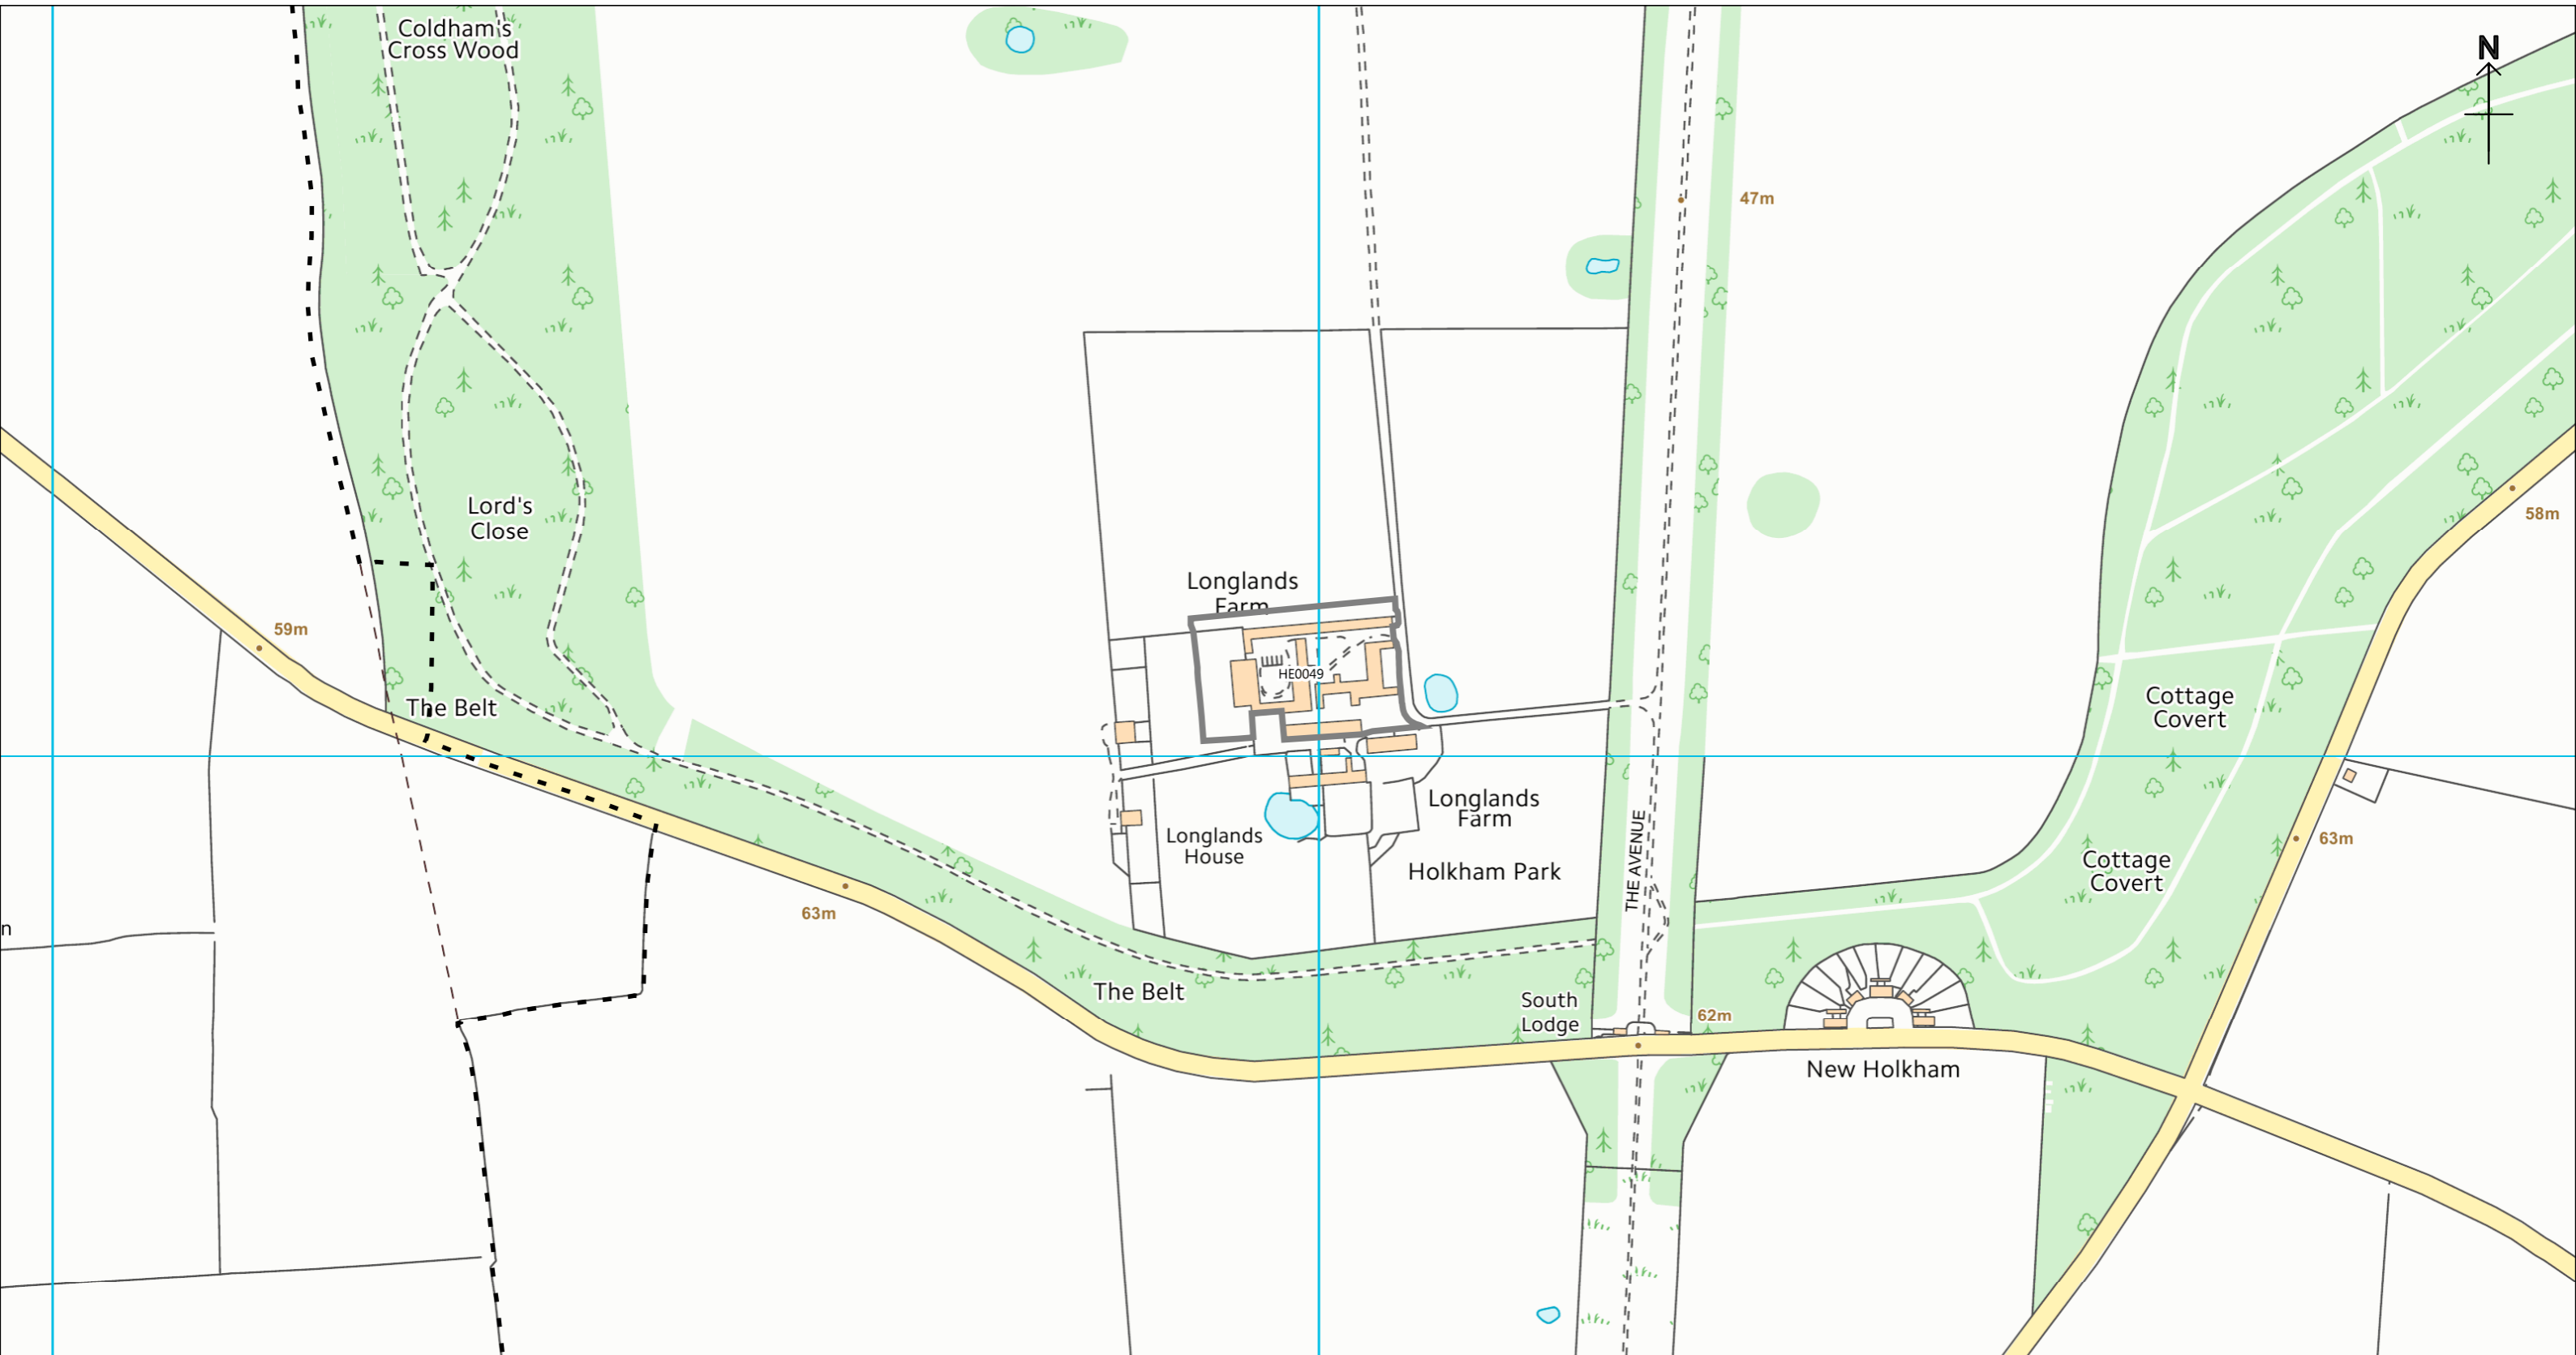 Coldham's
Cross Wood
N
47m
Lord's
Close
58m
Longlands
Farm
59m
HE0049
The Belt
Cottage
Covert
Longlands
Farm
63m
Longlands
House
THE AVENUE
Cottage
Covert
Holkham Park
63m
n
The Belt
South
Lodge
62m
New Holkham